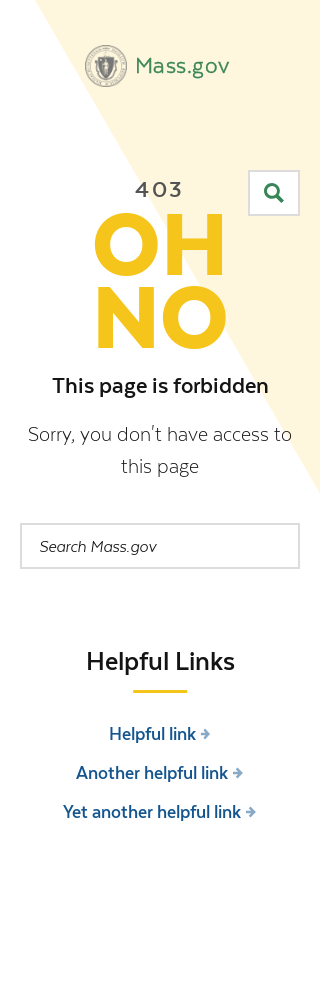 Mass.gov
403
OH
NO
This page is forbidden
Sorry, you don't have access to
this page
Search Mass.gov
Helpful Links
Helpful link
Another helpful link
Yet another helpful link